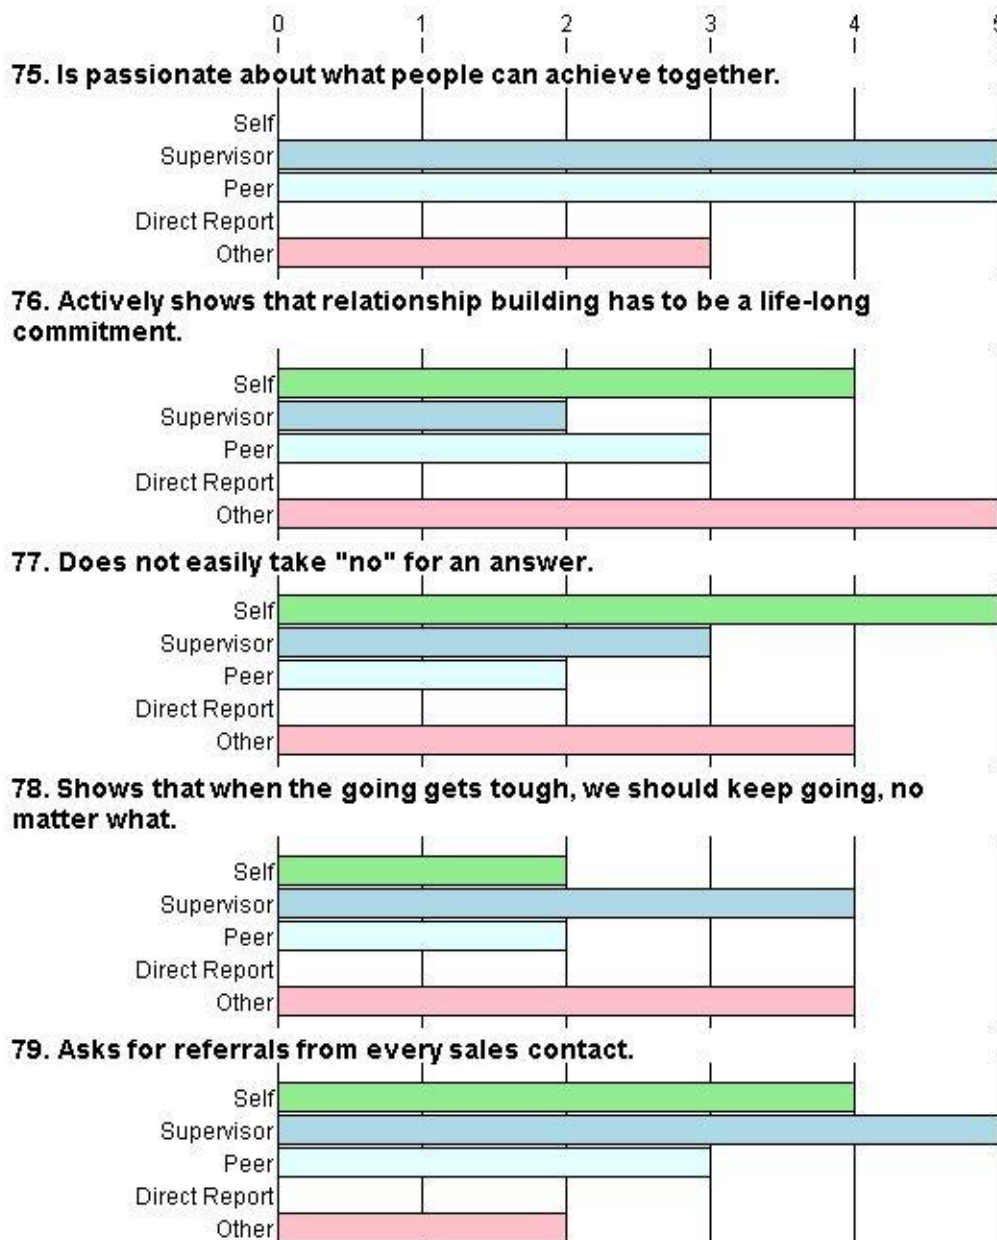 0 1 2 3 4 5
75. Is passionate about what people can achieve together.
Self
Supervisor
Peer
Direct Report
Other
76. Actively shows that relationship building has to be a life-long
commitment.
Self
Supervisor
Peer
Direct Report
Other
77. Does not easily take "no" for an answer.
Self
Supervisor
Peer
Direct Report
Other
78. Shows that when the going gets tough, we should keep going, no
matter what.
Self
Supervisor
Peer
Direct Report
Other
79. Asks for referrals from every sales contact.
Self
Supervisor
Peer
Direct Report
Other